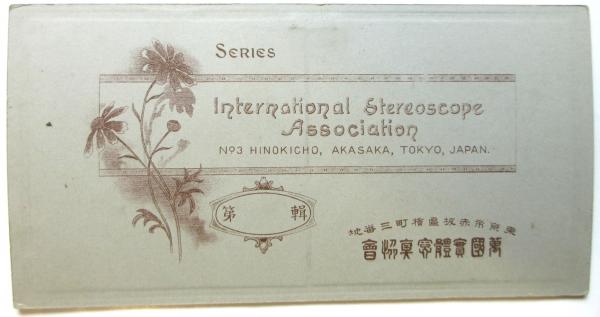 SERIES
International Stereoscope
Association
No3 HINOKICHO, AKASAKA, TOKYO, JAPAN.
第 輯
東京市赤坂區檜町三番地
萬國實體寫眞協會